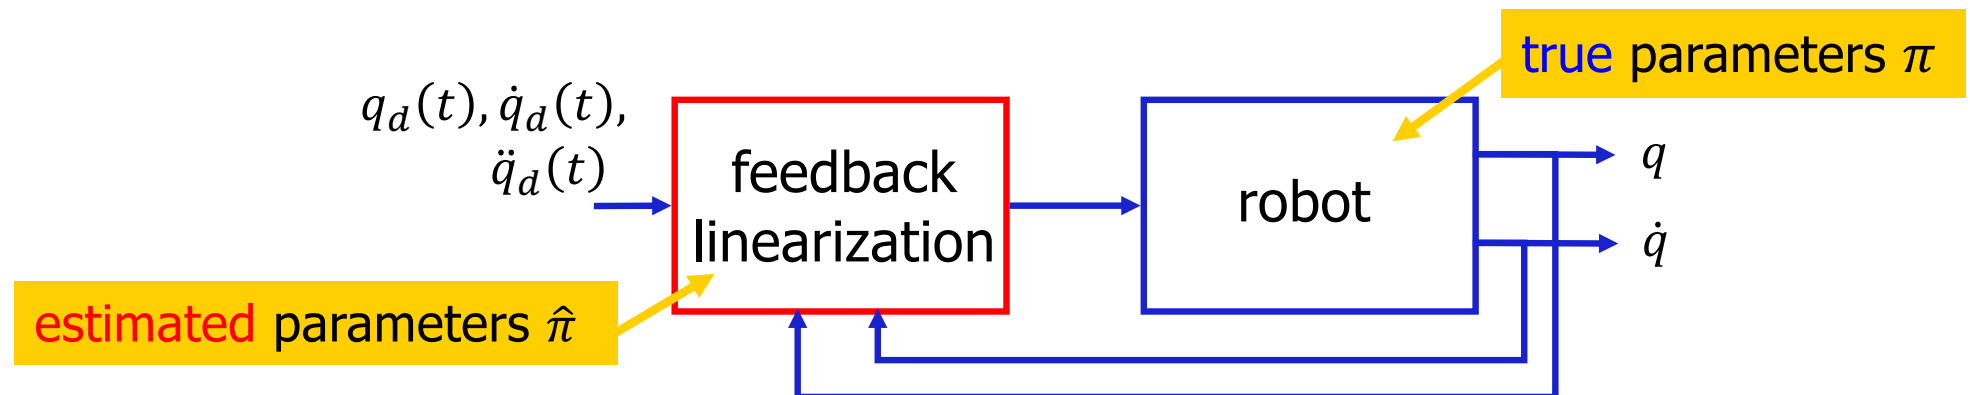 true parameters π
q_d(t), q̇_d(t),
q̈_d(t)
feedback
linearization
robot
q
q̇
estimated parameters π̂